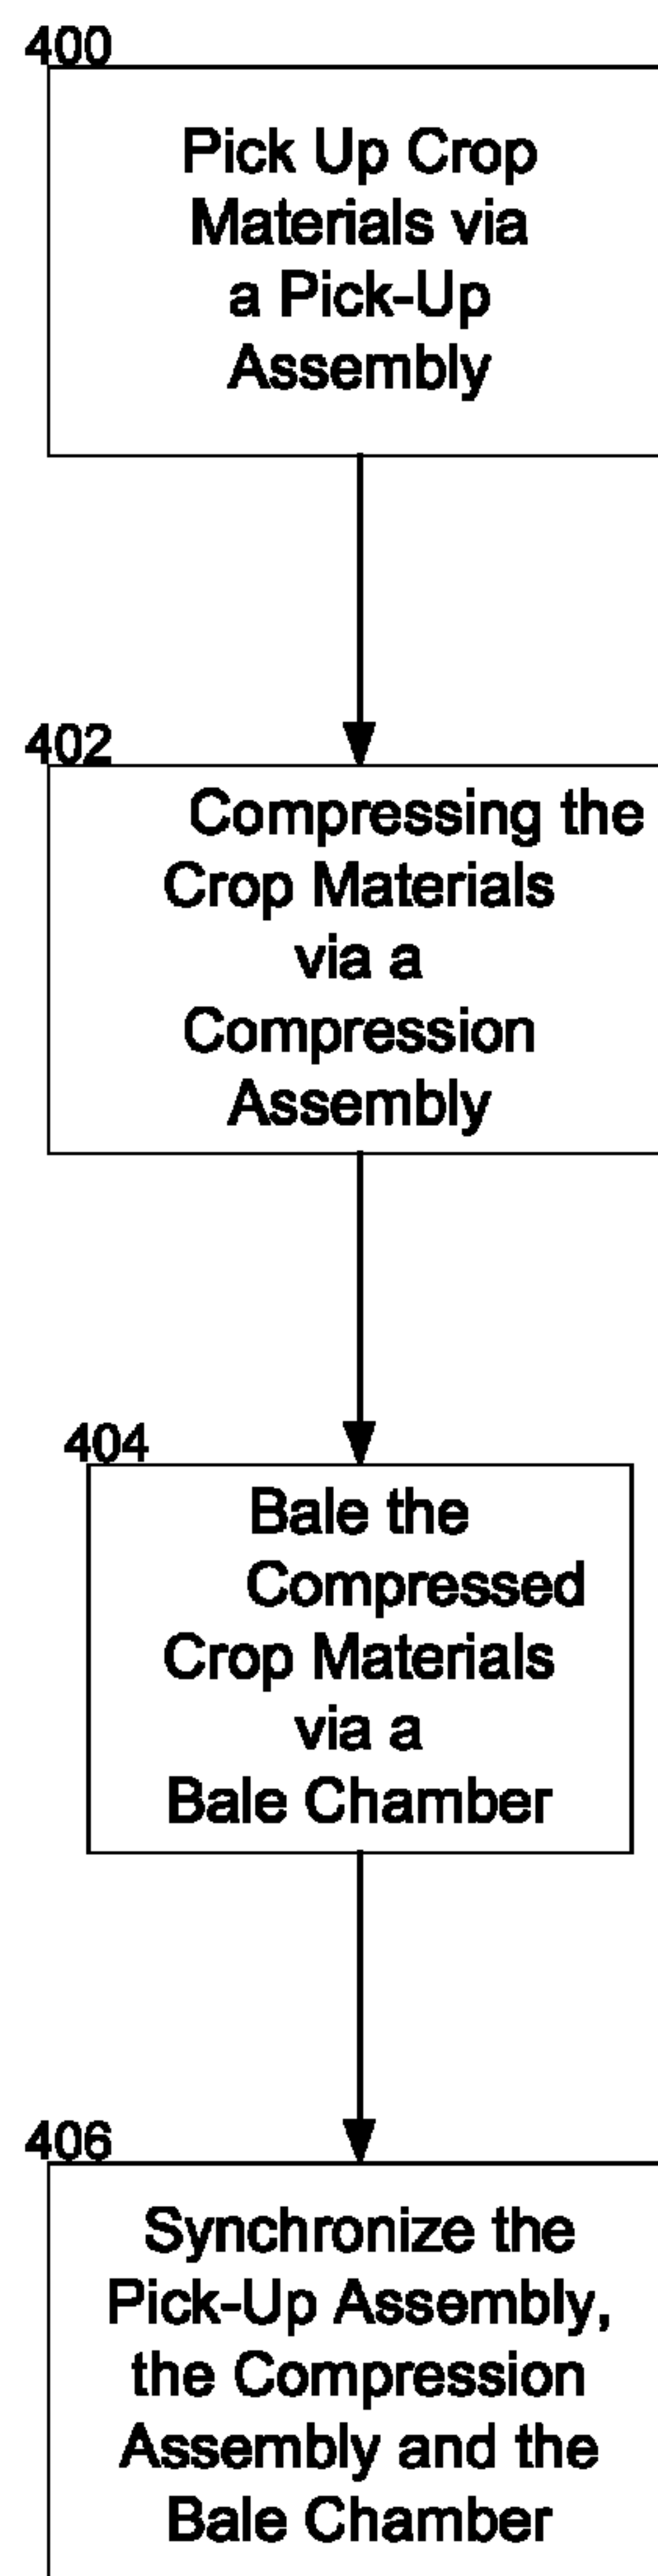 400
Pick Up Crop
Materials via
a Pick-Up
Assembly
402
Compressing the
Crop Materials
via a
Compression
Assembly
404
Bale the
Compressed
Crop Materials
via a
Bale Chamber
406
Synchronize the
Pick-Up Assembly,
the Compression
Assembly and the
Bale Chamber